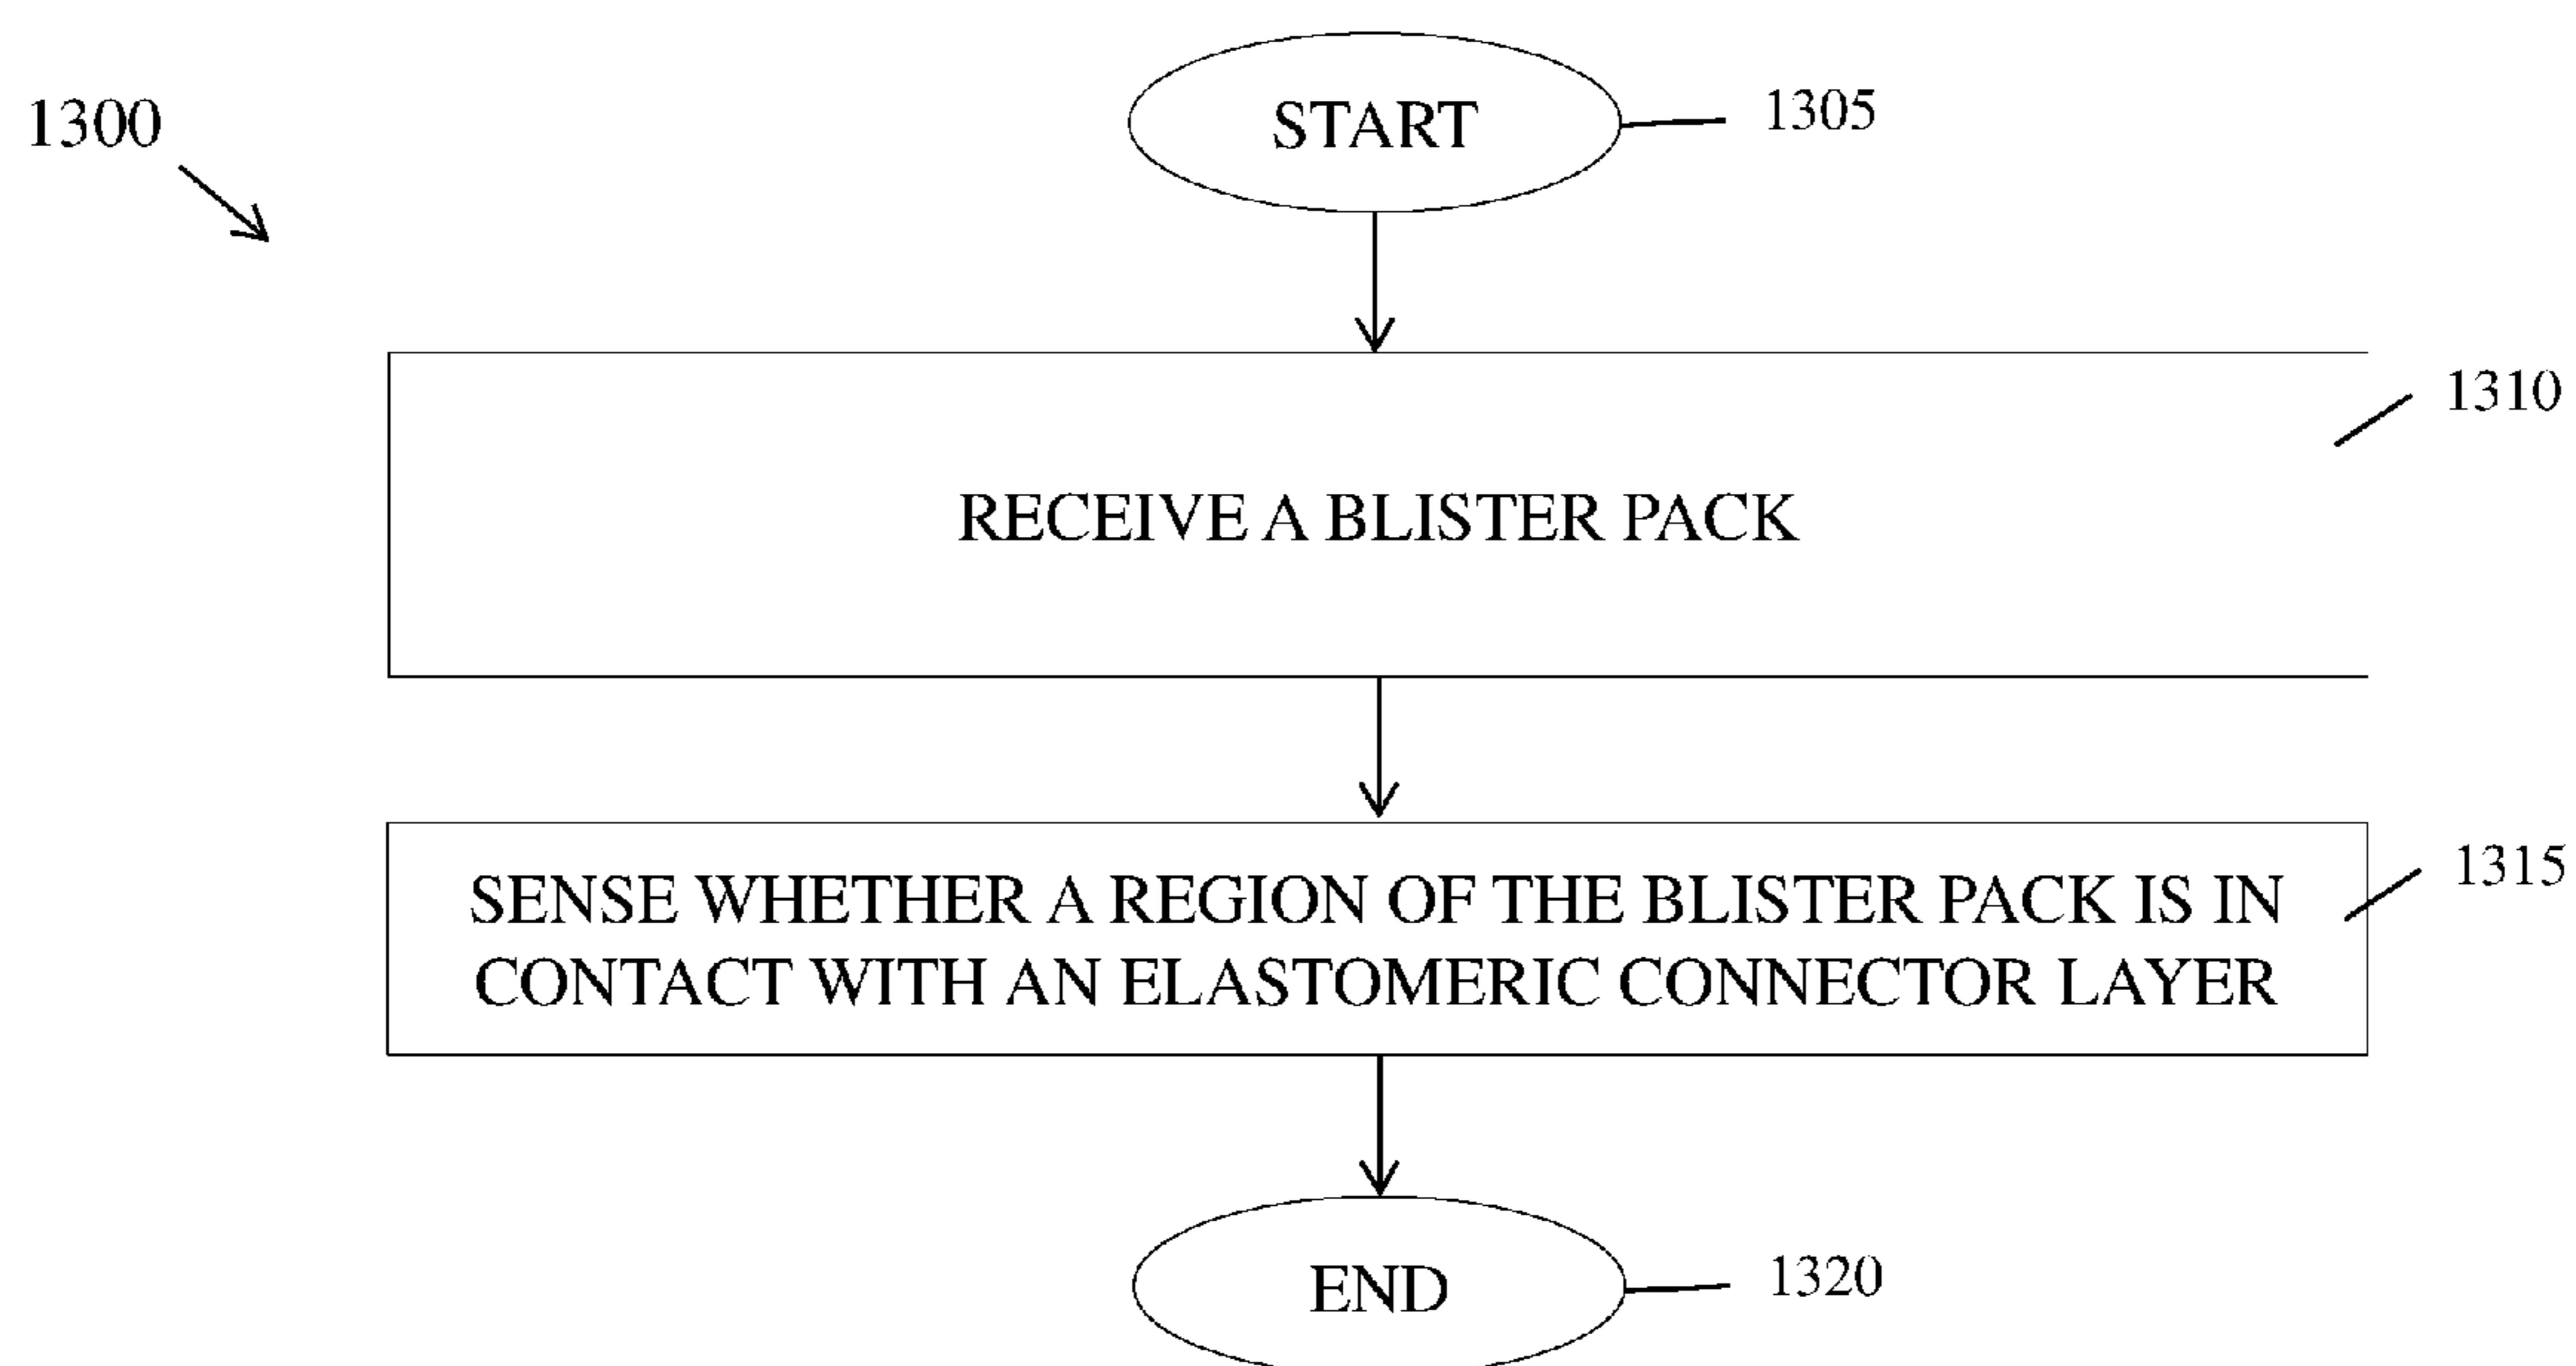 1300
START
1305
1310
RECEIVE A BLISTER PACK
1315
SENSE WHETHER A REGION OF THE BLISTER PACK IS IN
CONTACT WITH AN ELASTOMERIC CONNECTOR LAYER
END
1320